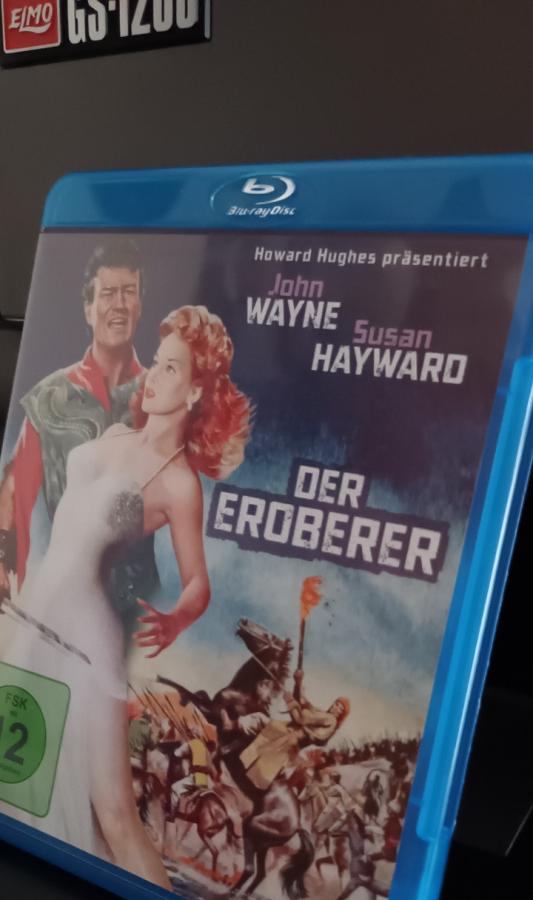 ELMO
GS-1200
Blu-ray Disc
Howard Hughes präsentiert
John
WAYNE
Susan
HAYWARD
DER
EROBERER
FSK
12